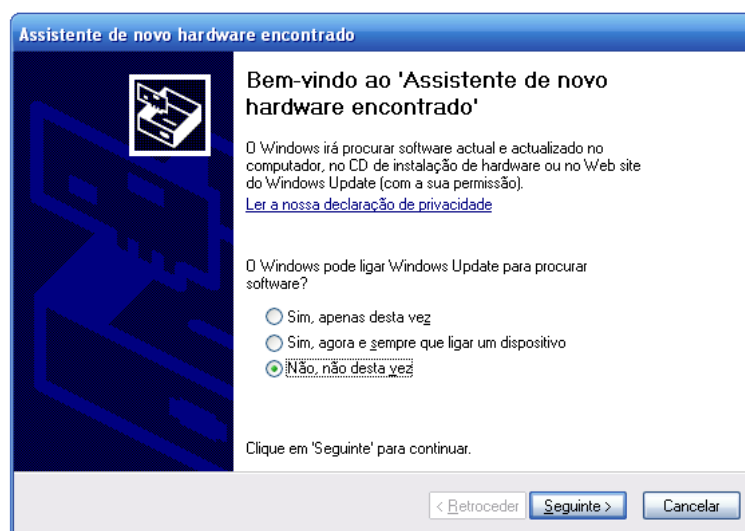 Assistente de novo hardware encontrado
Bem-vindo ao 'Assistente de novo
hardware encontrado'
O Windows irá procurar software actual e actualizado no
computador, no CD de instalação de hardware ou no Web site
do Windows Update (com a sua permissão).
Ler a nossa declaração de privacidade
O Windows pode ligar Windows Update para procurar
software?
Sim, apenas desta vez
Sim, agora e sempre que ligar um dispositivo
Não, não desta vez
Clique em 'Seguinte' para continuar.
< Retroceder Seguinte > Cancelar